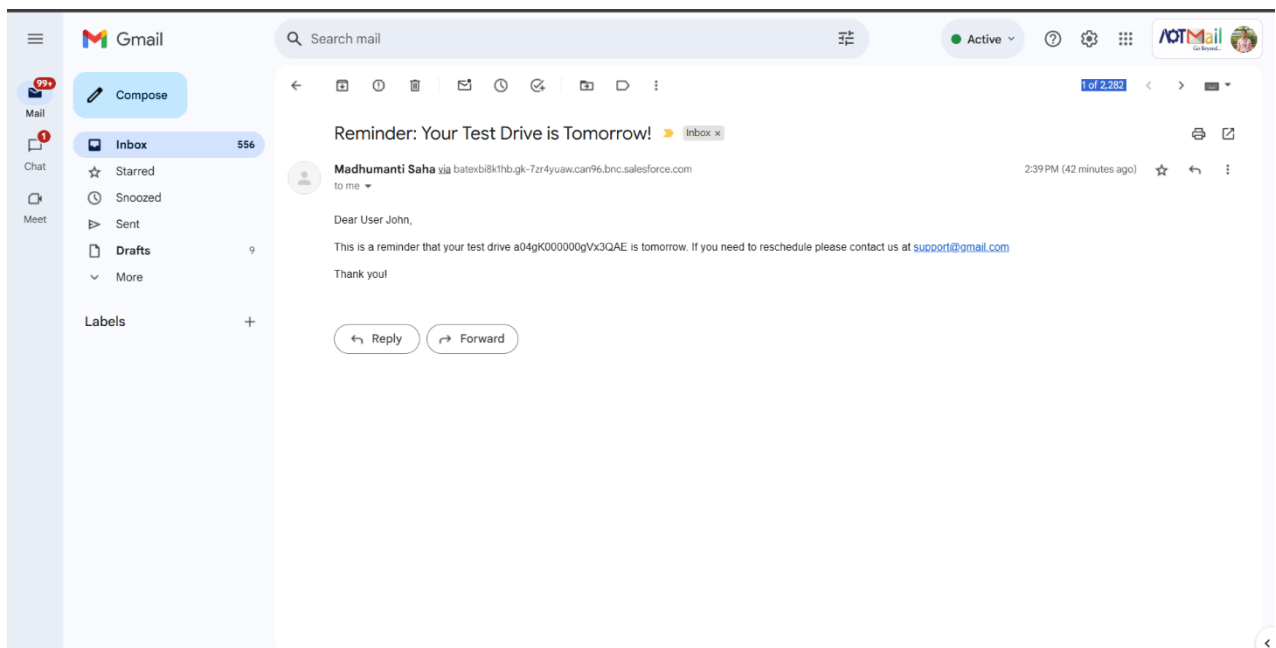 Gmail
Search mail
Active
AOTMail
Go Beyond..
99+
Mail
Compose
1 of 2,282
Reminder: Your Test Drive is Tomorrow! Inbox x
1
Chat
Inbox 556
Starred
Madhumanti Saha via batexbi8k1hb.gk-7zr4yuaw.can96.bnc.salesforce.com 2:39 PM (42 minutes ago)
to me
Snoozed
Meet
Sent
Dear User John,
Drafts 9
This is a reminder that your test drive a04gK000000gVx3QAE is tomorrow. If you need to reschedule please contact us at support@gmail.com
More
Thank you!
Labels
Reply Forward